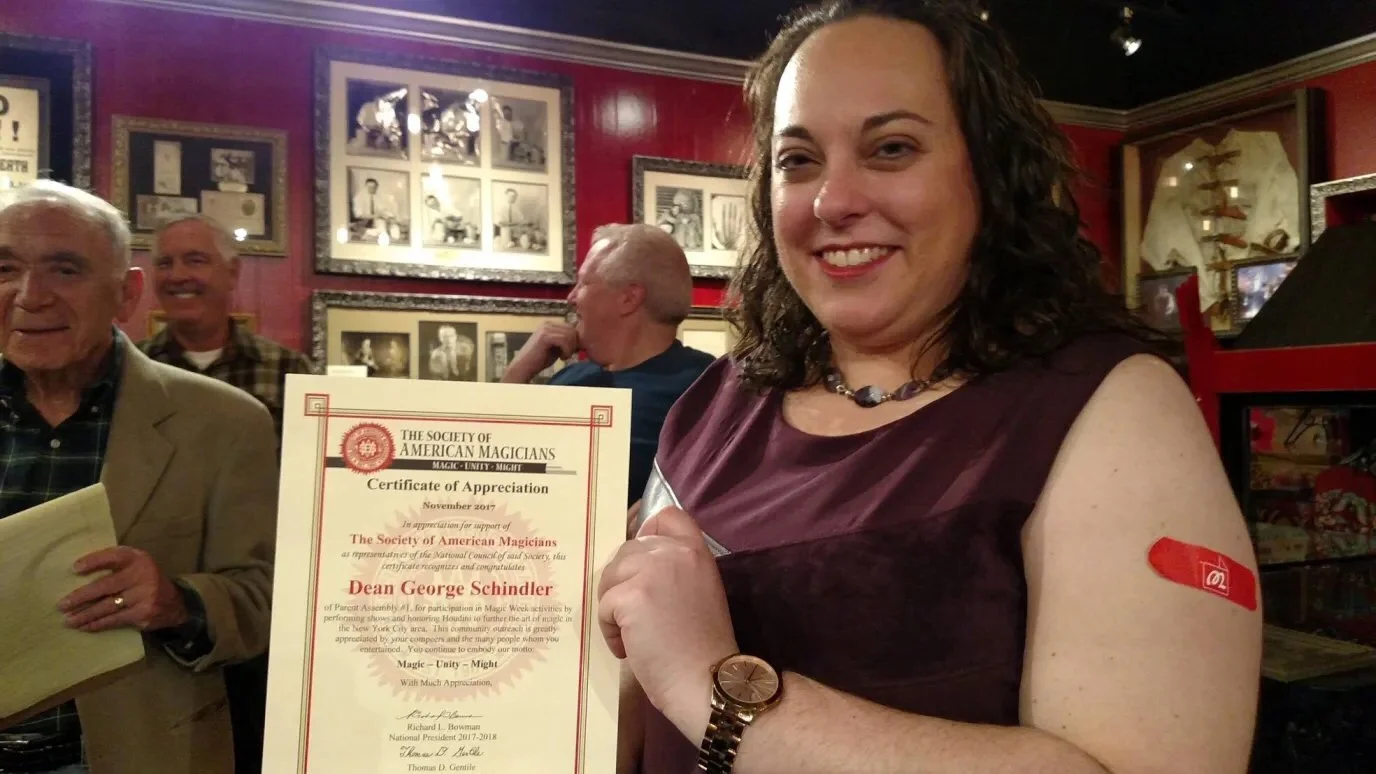 !
EATH
THE SOCIETY OF
AMERICAN MAGICIANS
MAGIC - UNITY - MIGHT
Certificate of Appreciation
November 2017
In appreciation for support of
The Society of American Magicians
as representatives of the National Council of said Society, this
certificate recognizes and congratulates
Dean George Schindler
of Parent Assembly #1, for participation in Magic Week activities by
performing shows and honoring Houdini to further the art of magic in
the New York City area. This community outreach is greatly
appreciated by your compeers and the many people whom you
entertained. You continue to embody our motto:
Magic – Unity – Might
With Much Appreciation,
Richard L. Bowman
National President 2017-2018
Thomas D. Gentile
Thomas D. Gentile